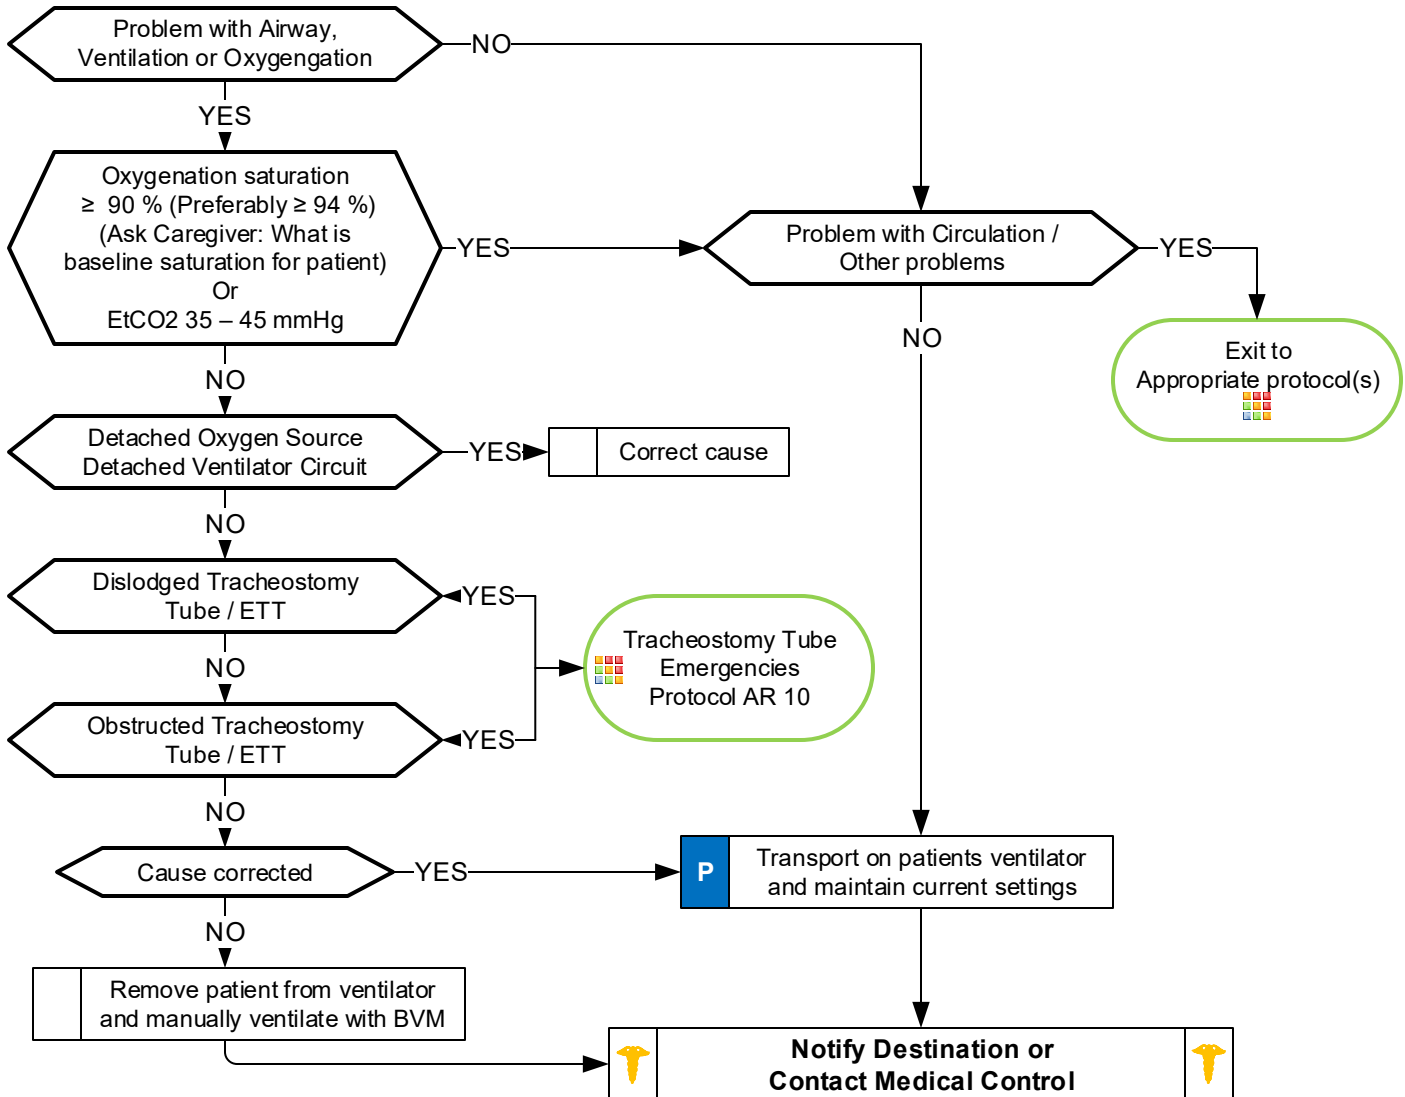 Problem with Airway,
Ventilation or Oxygengation
NO
YES
Oxygenation saturation
≥ 90 % (Preferably ≥ 94 %)
(Ask Caregiver: What is
baseline saturation for patient)
Or
EtCO2 35 – 45 mmHg
YES
Problem with Circulation /
Other problems
YES
NO
NO
Exit to
Appropriate protocol(s)
Detached Oxygen Source
Detached Ventilator Circuit
YES
Correct cause
NO
Dislodged Tracheostomy
Tube / ETT
YES
NO
Tracheostomy Tube
Emergencies
Protocol AR 10
Obstructed Tracheostomy
Tube / ETT
YES
NO
Cause corrected
YES
P
Transport on patients ventilator
and maintain current settings
NO
Remove patient from ventilator
and manually ventilate with BVM
Notify Destination or
Contact Medical Control